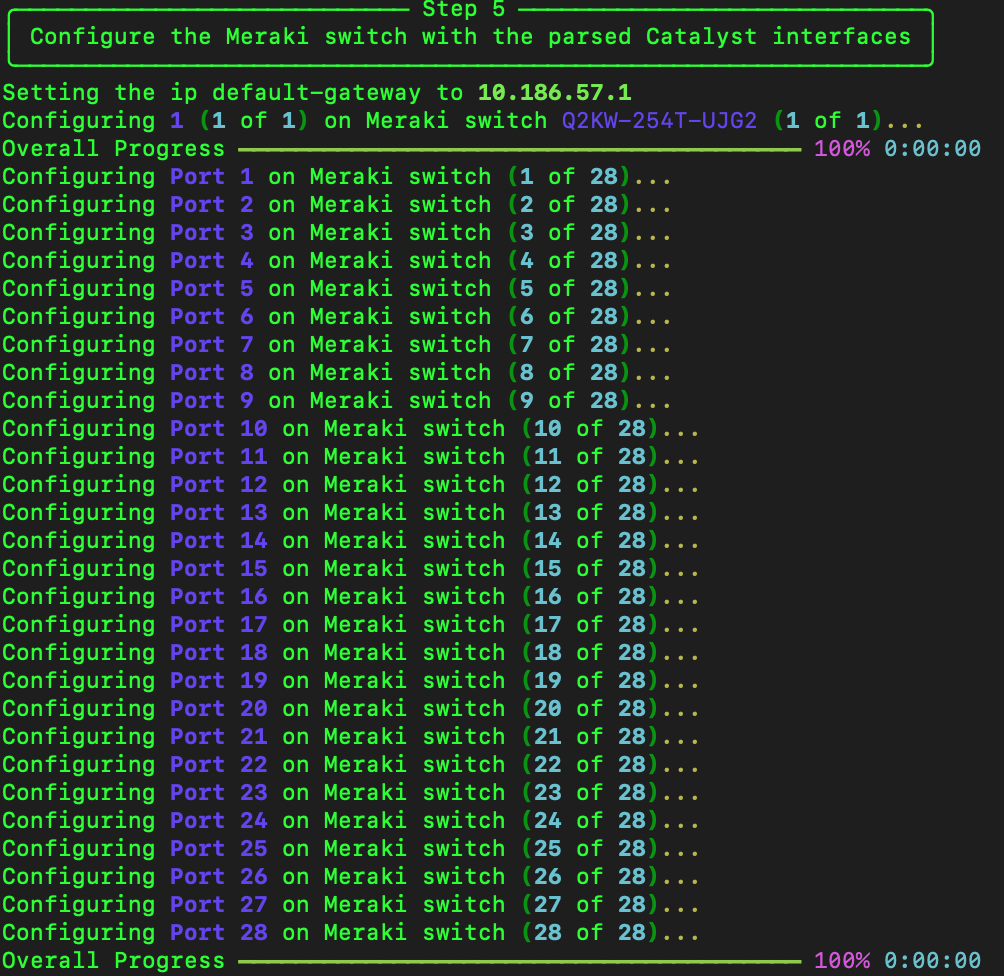 Step 5
Configure the Meraki switch with the parsed Catalyst interfaces
Setting the ip default-gateway to 10.186.57.1
Configuring 1 (1 of 1) on Meraki switch Q2KW-254T-UJG2 (1 of 1)...
Overall Progress 100% 0:00:00
Configuring Port 1 on Meraki switch (1 of 28)...
Configuring Port 2 on Meraki switch (2 of 28)...
Configuring Port 3 on Meraki switch (3 of 28)...
Configuring Port 4 on Meraki switch (4 of 28)...
Configuring Port 5 on Meraki switch (5 of 28)...
Configuring Port 6 on Meraki switch (6 of 28)...
Configuring Port 7 on Meraki switch (7 of 28)...
Configuring Port 8 on Meraki switch (8 of 28)...
Configuring Port 9 on Meraki switch (9 of 28)...
Configuring Port 10 on Meraki switch (10 of 28)...
Configuring Port 11 on Meraki switch (11 of 28)...
Configuring Port 12 on Meraki switch (12 of 28)...
Configuring Port 13 on Meraki switch (13 of 28)...
Configuring Port 14 on Meraki switch (14 of 28)...
Configuring Port 15 on Meraki switch (15 of 28)...
Configuring Port 16 on Meraki switch (16 of 28)...
Configuring Port 17 on Meraki switch (17 of 28)...
Configuring Port 18 on Meraki switch (18 of 28)...
Configuring Port 19 on Meraki switch (19 of 28)...
Configuring Port 20 on Meraki switch (20 of 28)...
Configuring Port 21 on Meraki switch (21 of 28)...
Configuring Port 22 on Meraki switch (22 of 28)...
Configuring Port 23 on Meraki switch (23 of 28)...
Configuring Port 24 on Meraki switch (24 of 28)...
Configuring Port 25 on Meraki switch (25 of 28)...
Configuring Port 26 on Meraki switch (26 of 28)...
Configuring Port 27 on Meraki switch (27 of 28)...
Configuring Port 28 on Meraki switch (28 of 28)...
Overall Progress 100% 0:00:00